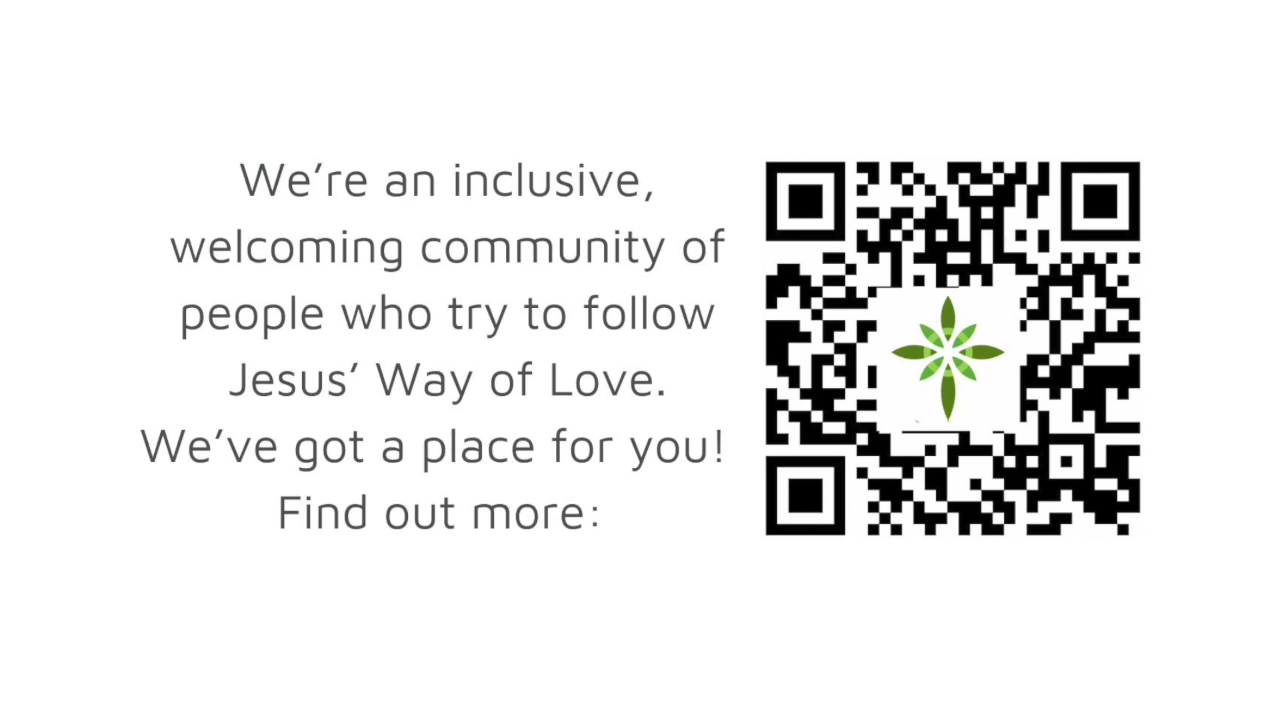 We’re an inclusive,
welcoming community of
people who try to follow
Jesus’ Way of Love.
We’ve got a place for you!
Find out more: